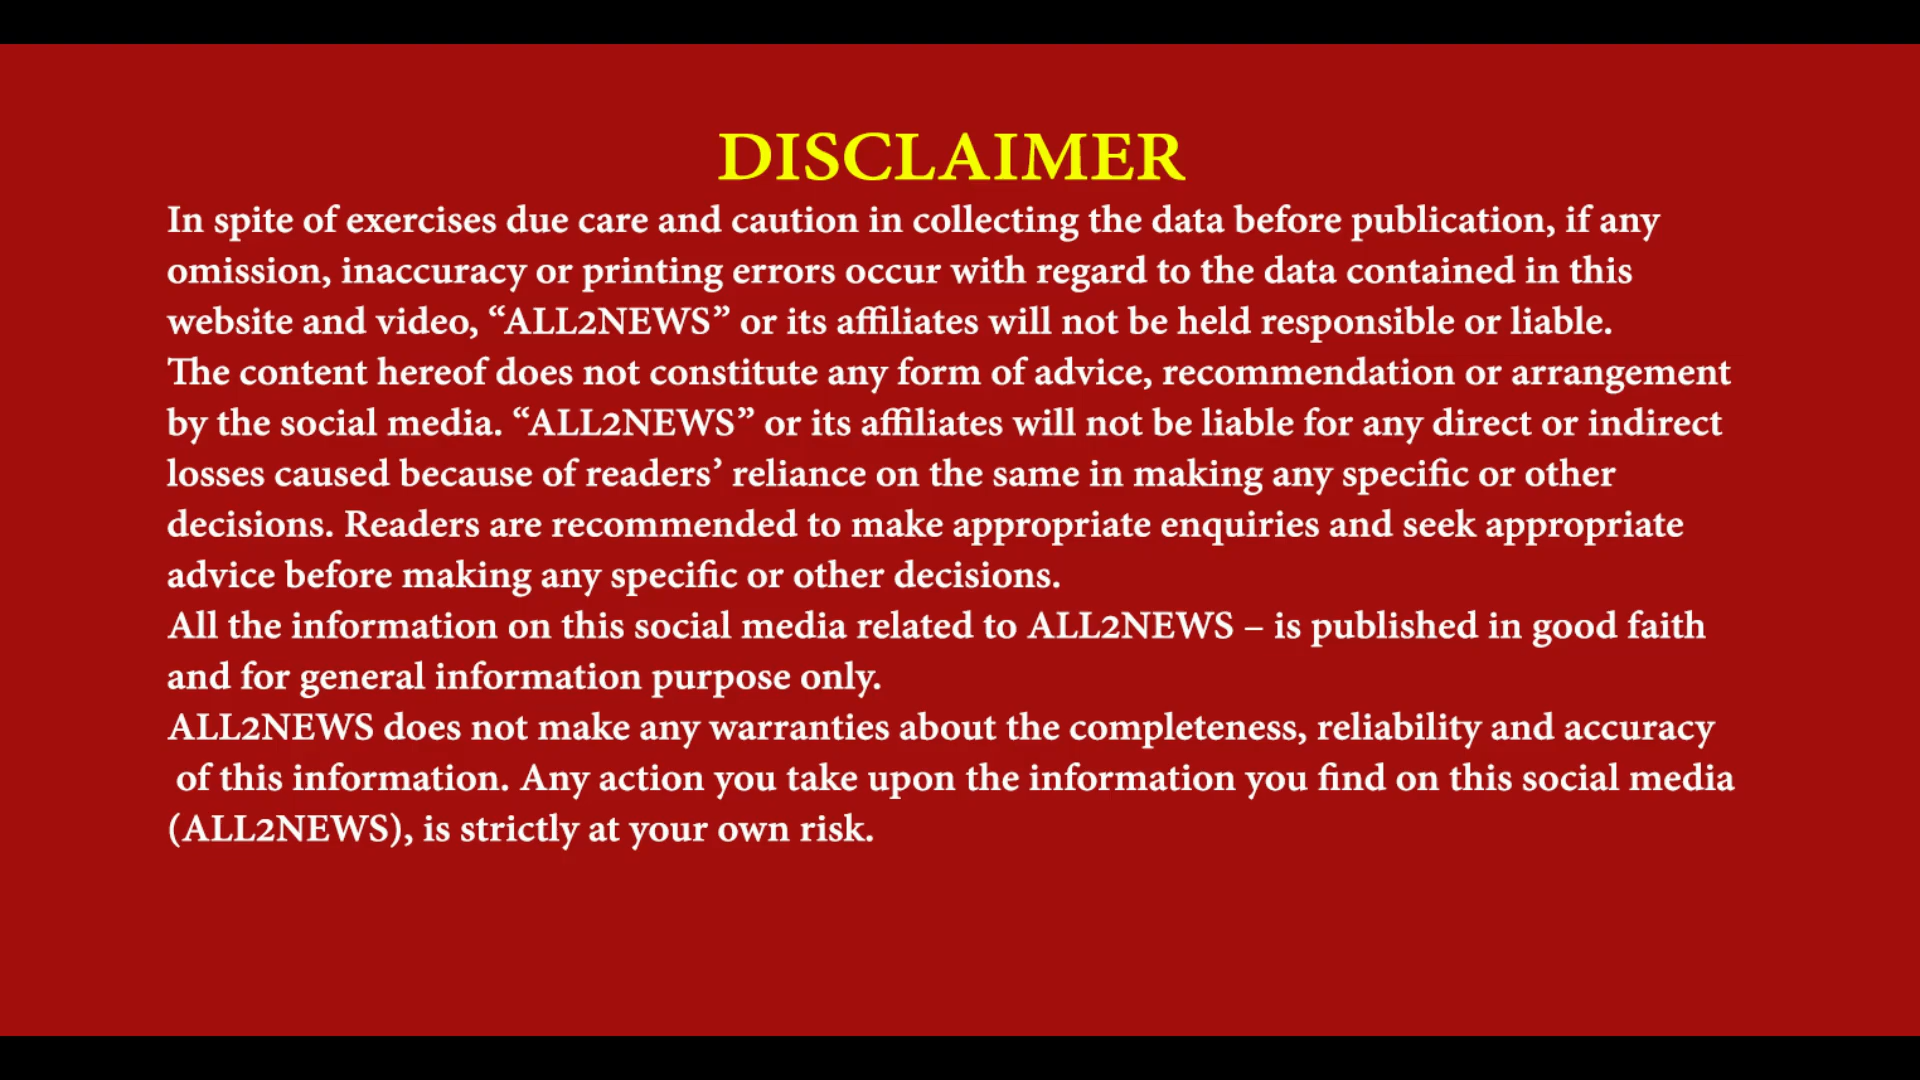 DISCLAIMER
In spite of exercises due care and caution in collecting the data before publication, if any
omission, inaccuracy or printing errors occur with regard to the data contained in this
website and video, “ALL2NEWS” or its affiliates will not be held responsible or liable.
The content hereof does not constitute any form of advice, recommendation or arrangement
by the social media. “ALL2NEWS” or its affiliates will not be liable for any direct or indirect
losses caused because of readers’ reliance on the same in making any specific or other
decisions. Readers are recommended to make appropriate enquiries and seek appropriate
advice before making any specific or other decisions.
All the information on this social media related to ALL2NEWS – is published in good faith
and for general information purpose only.
ALL2NEWS does not make any warranties about the completeness, reliability and accuracy
of this information. Any action you take upon the information you find on this social media
(ALL2NEWS), is strictly at your own risk.